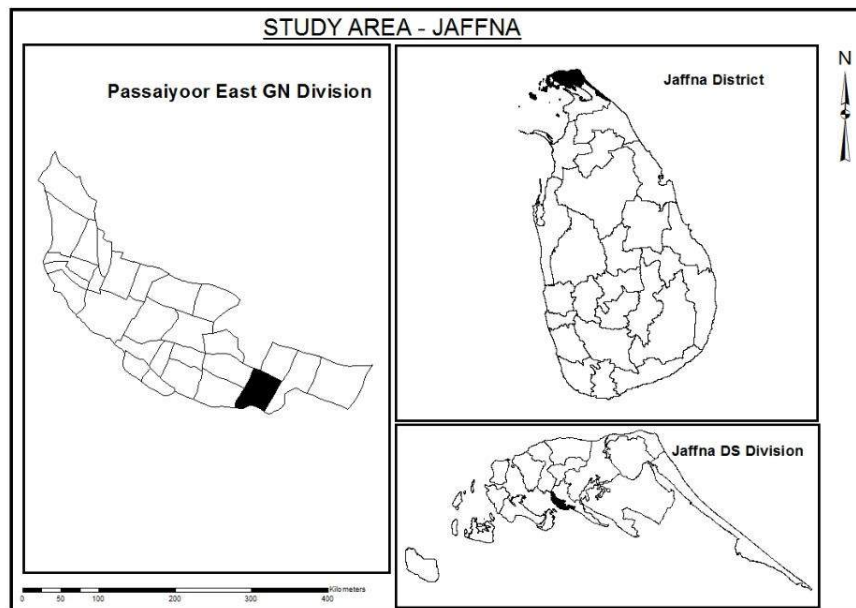 STUDY AREA - JAFFNA
Passaiyoor East GN Division
Jaffna District
N
Jaffna DS Division
Kilometers
0 50 100 200 300 400